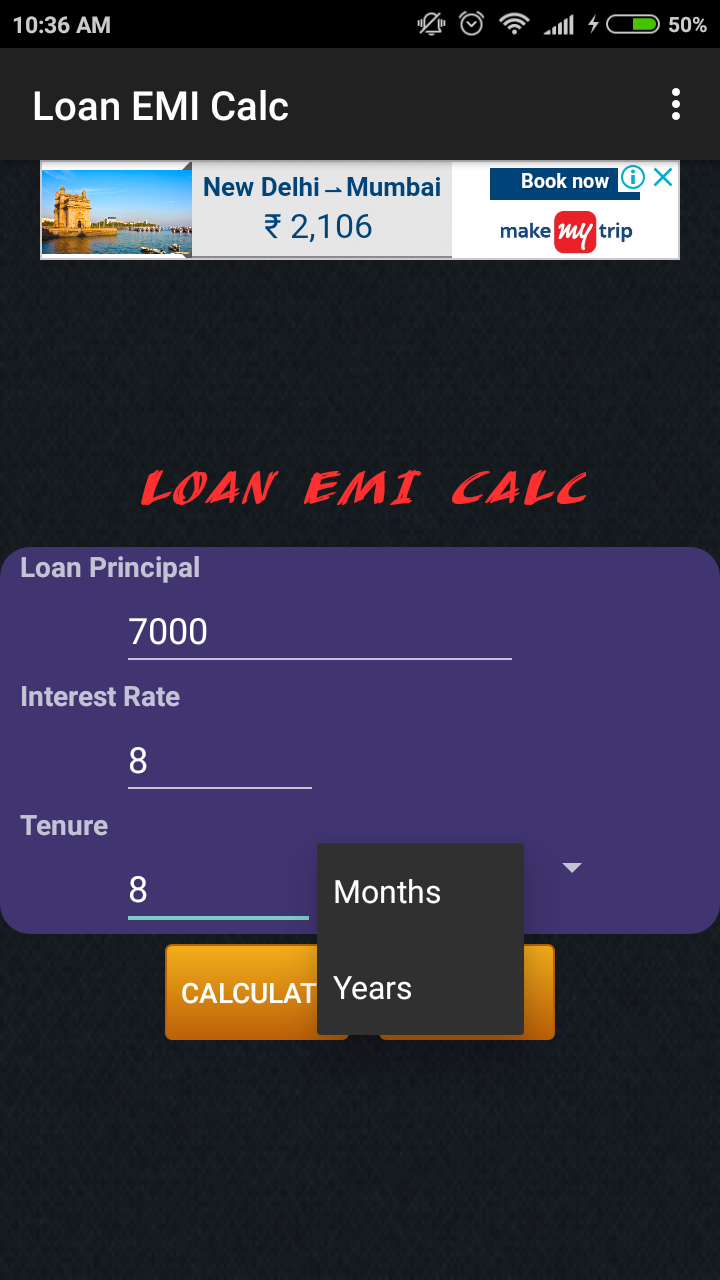 10:36 AM
50%
Loan EMI Calc
New Delhi → Mumbai
₹ 2,106
Book now
make my trip
LOAN EMI CALC
Loan Principal
7000
Interest Rate
8
Tenure
8
Months
Years
CALCULAT